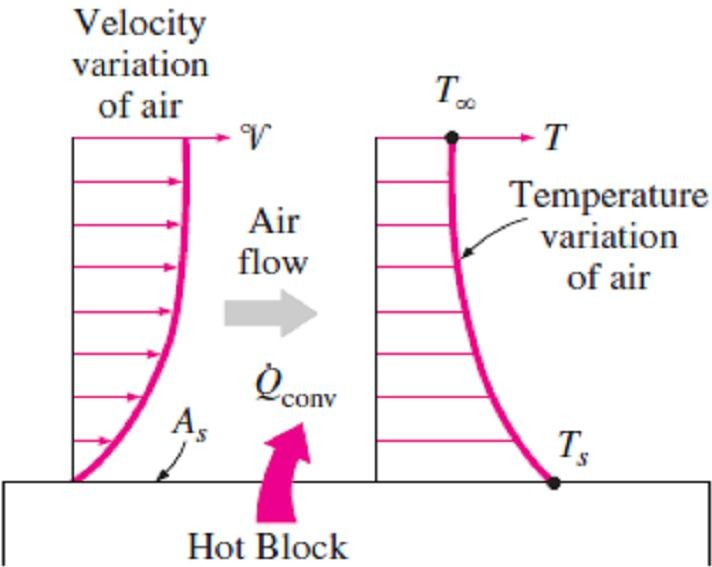 Velocity
variation
of air
𝒱
T∞
T
Temperature
variation
of air
Air
flow
Q̇conv
As
Ts
Hot Block